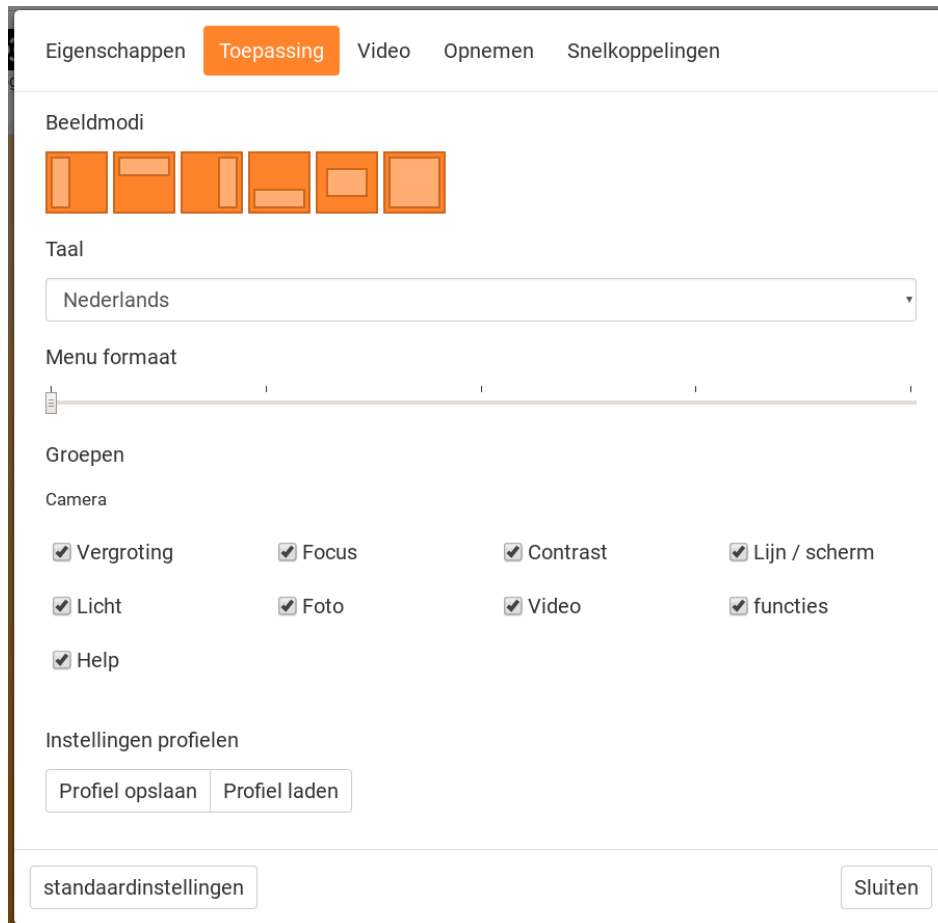 Eigenschappen Toepassing Video Opnemen Snelkoppelingen
Beeldmodi
Taal
Nederlands
Menu formaat
Groepen
Camera
Vergroting Focus Contrast Lijn / scherm
Licht Foto Video functies
Help
Instellingen profielen
Profiel opslaan Profiel laden
standaardinstellingen Sluiten